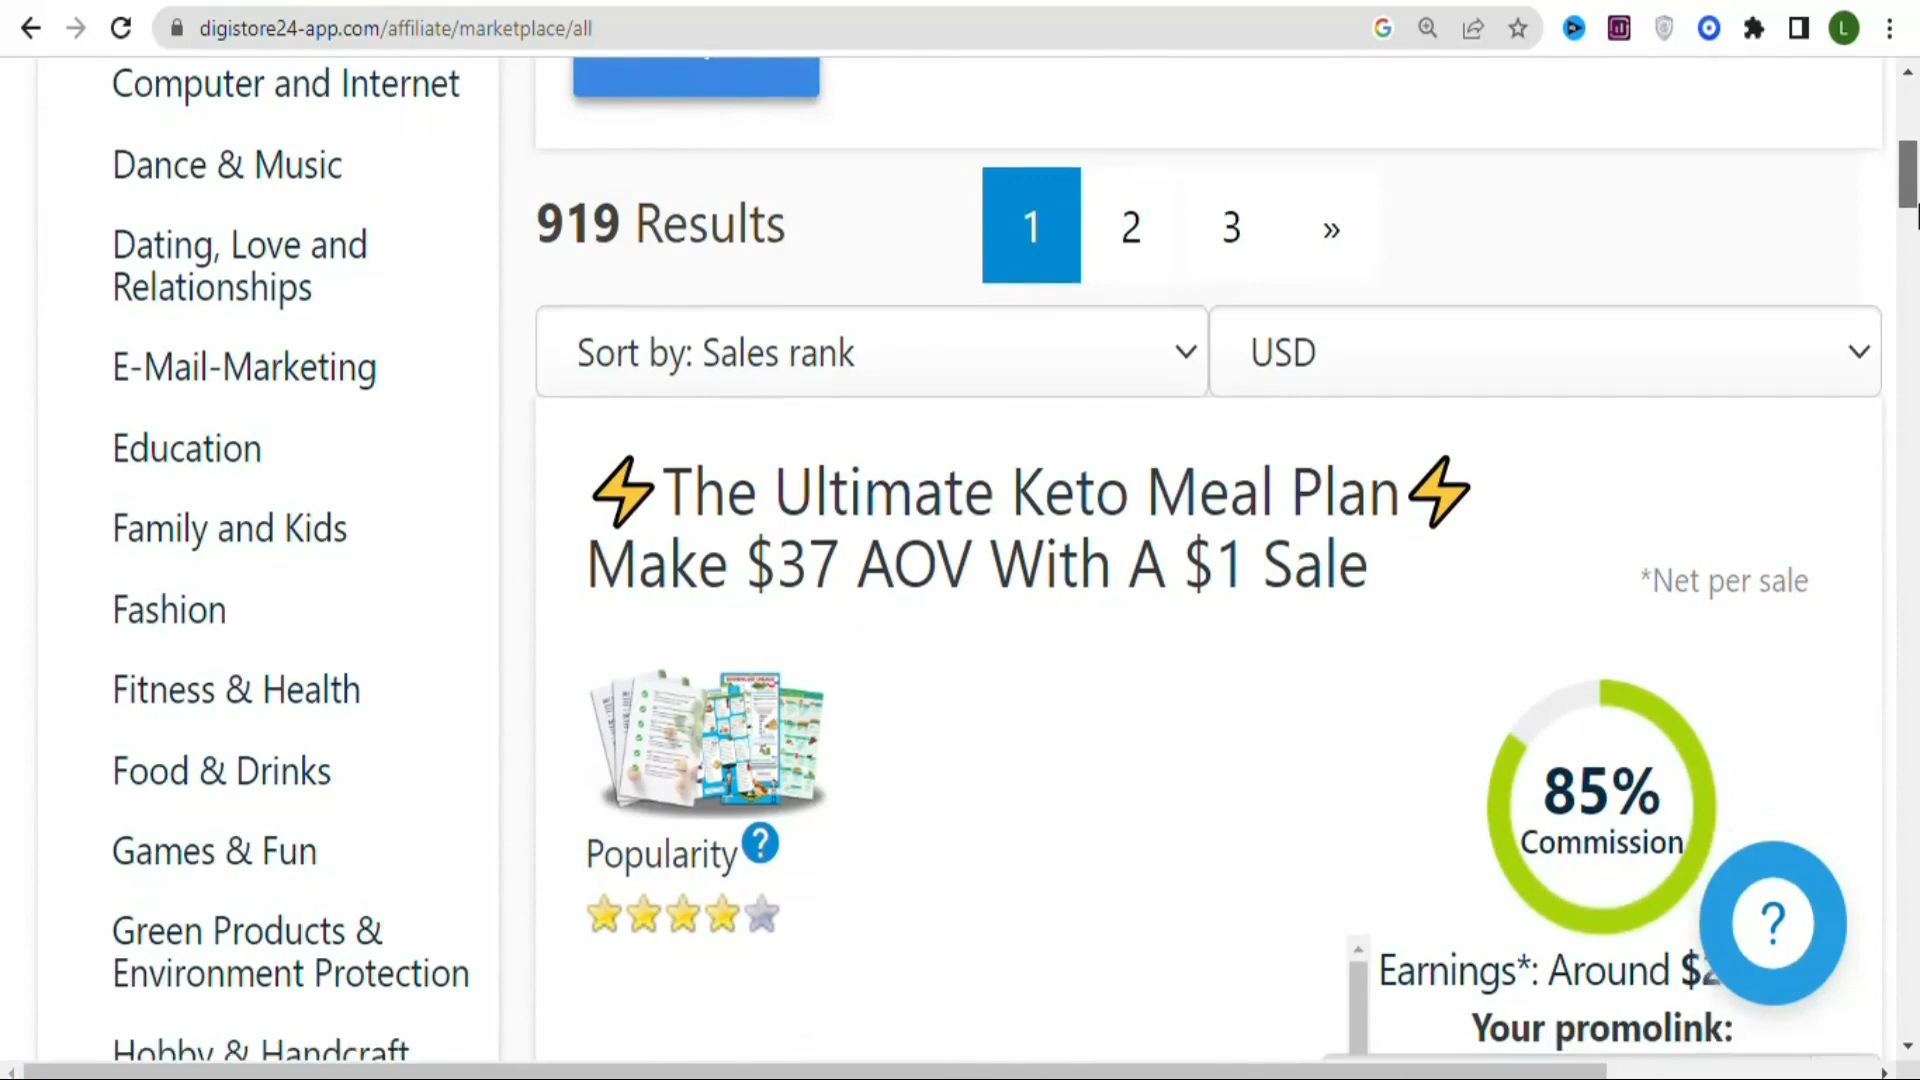 digistore24-app.com/affiliate/marketplace/all
L
Computer and Internet
Dance & Music
Dating, Love and
Relationships
E-Mail-Marketing
Education
Family and Kids
Fashion
Fitness & Health
Food & Drinks
Games & Fun
Green Products &
Environment Protection
Hobby & Handcraft
919 Results
1 2 3 »
Sort by: Sales rank
USD
⚡The Ultimate Keto Meal Plan⚡
Make $37 AOV With A $1 Sale
*Net per sale
Popularity ?
85%
Commission
?
Earnings*: Around $
Your promolink: